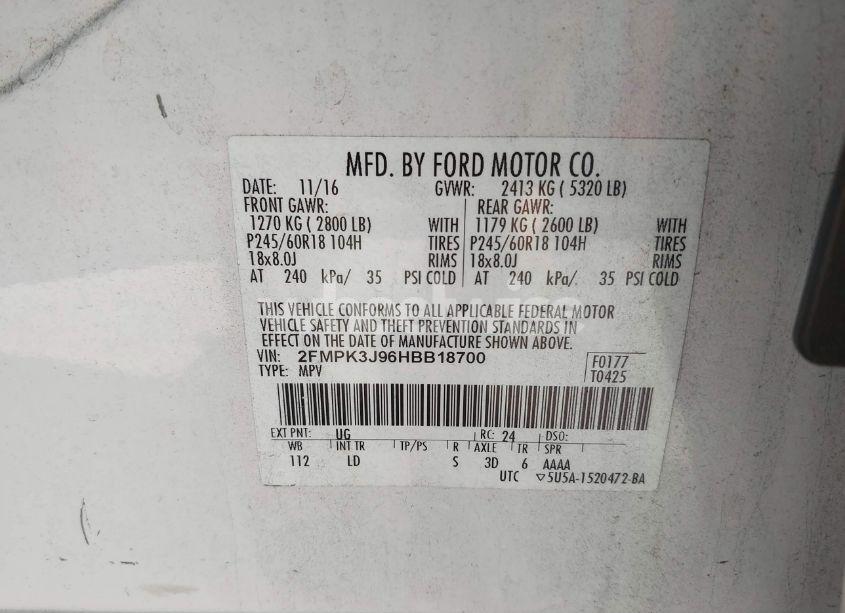 MFD. BY FORD MOTOR CO.
DATE: 11/16 GVWR: 2413 KG ( 5320 LB)
FRONT GAWR: REAR GAWR:
1270 KG ( 2800 LB) WITH 1179 KG ( 2600 LB) WITH
P245/60R18 104H TIRES P245/60R18 104H TIRES
18x8.0J RIMS 18x8.0J RIMS
AT 240 kPa/ 35 PSI COLD AT 240 kPa/ 35 PSI COLD
THIS VEHICLE CONFORMS TO ALL APPLICABLE FEDERAL MOTOR
VEHICLE SAFETY AND THEFT PREVENTION STANDARDS IN
EFFECT ON THE DATE OF MANUFACTURE SHOWN ABOVE.
VIN: 2FMPK3J96HBB18700 F0177
TYPE: MPV T0425
EXT PNT: UG RC: 24 DSO:
WB INT TR TP/PS R AXLE TR SPR
112 LD S 3D 6 AAAA
UTC ▽5U5A-1520472-BA